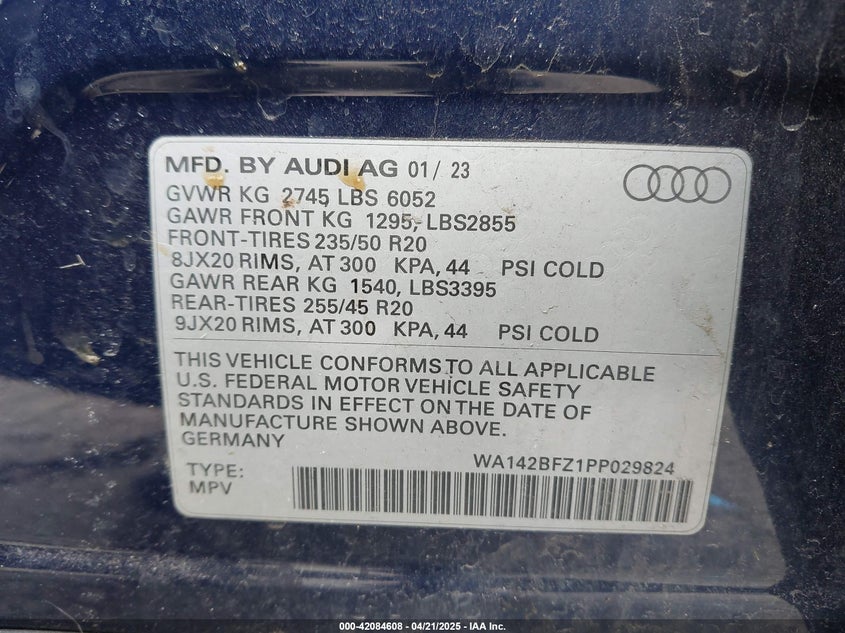 MFD. BY AUDI AG 01/ 23
GVWR KG 2745 LBS 6052
GAWR FRONT KG 1295, LBS2855
FRONT-TIRES 235/50 R20
8JX20 RIMS, AT 300 KPA, 44 PSI COLD
GAWR REAR KG 1540, LBS3395
REAR-TIRES 255/45 R20
9JX20 RIMS, AT 300 KPA, 44 PSI COLD
THIS VEHICLE CONFORMS TO ALL APPLICABLE
U.S. FEDERAL MOTOR VEHICLE SAFETY
STANDARDS IN EFFECT ON THE DATE OF
MANUFACTURE SHOWN ABOVE.
GERMANY
WA142BFZ1PP029824
TYPE:
MPV
000-42084608 - 04/21/2025 - IAA Inc.